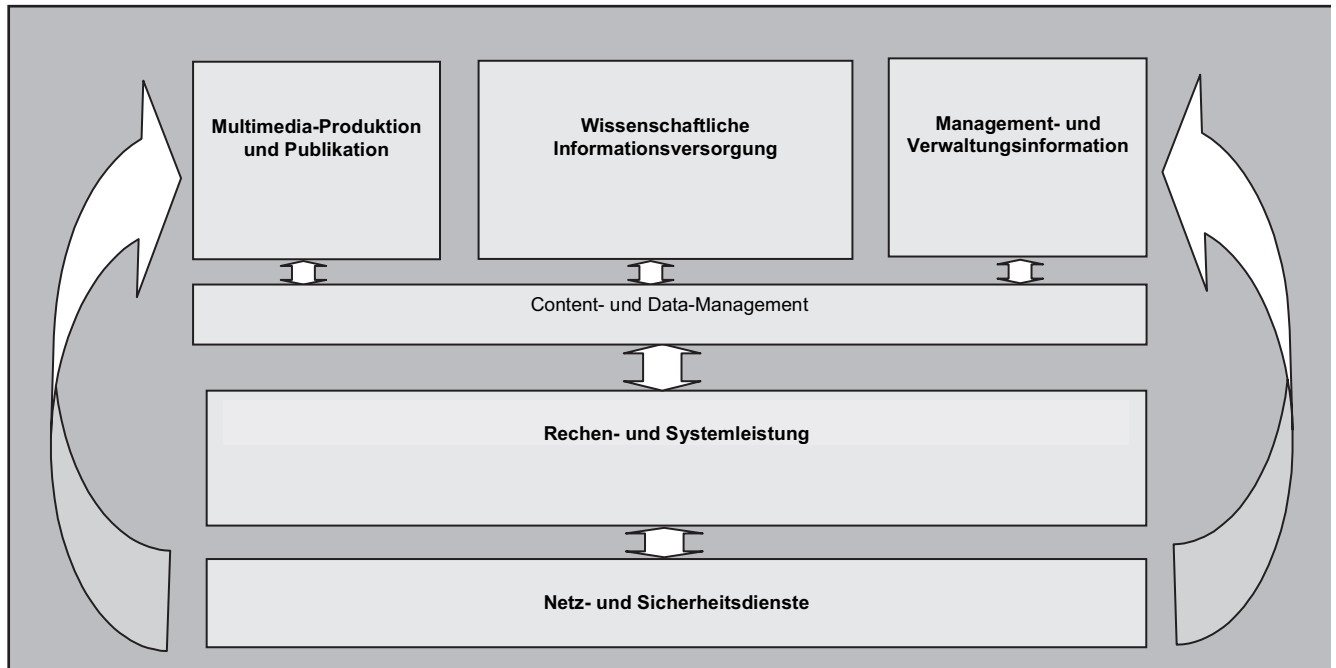 Multimedia-Produktion
und Publikation
Wissenschaftliche
Informationsversorgung
Management- und
Verwaltungsinformation
Content- und Data-Management
Rechen- und Systemleistung
Netz- und Sicherheitsdienste